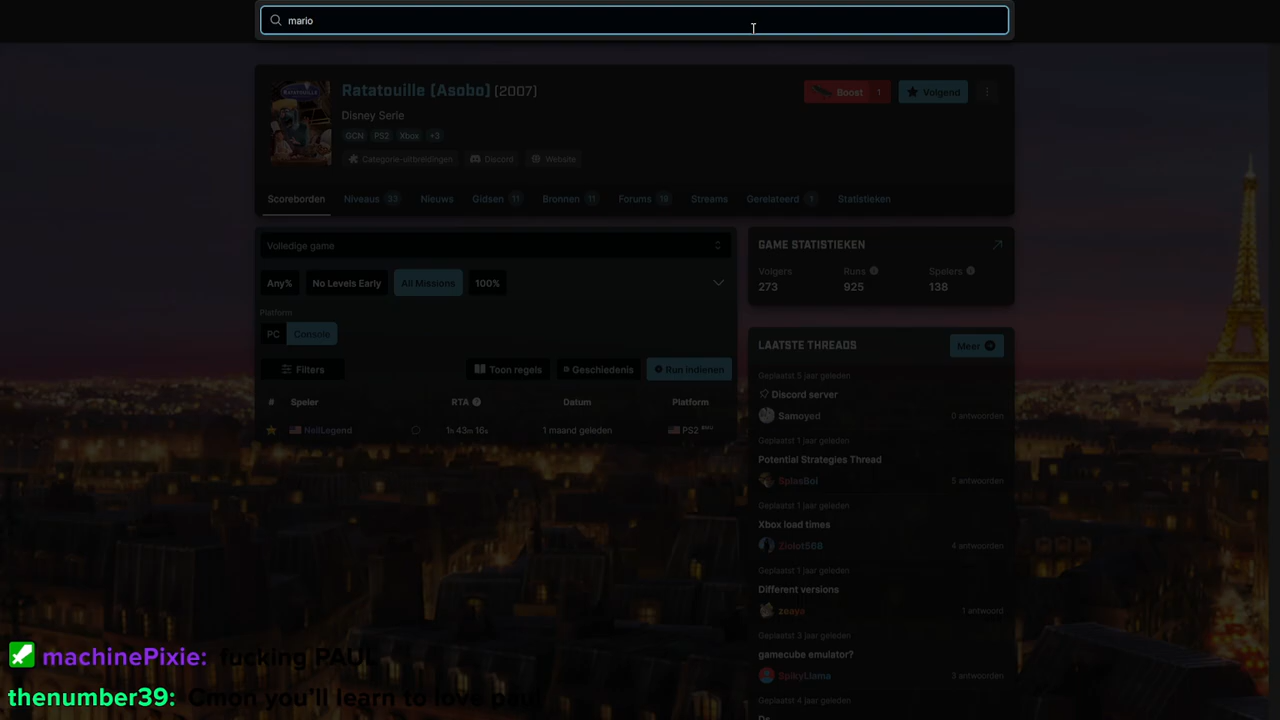 mario
Ratatouille (Asobo) (2007)
Disney Serie
GCN PS2 Xbox +3
Categorie-uitbreidingen Discord Website
Boost 1 Volgend
Scoreborden Niveaus 33 Nieuws Gidsen 11 Bronnen 11 Forums 18 Streams Gerelateerd 1 Statistieken
Volledige game
Any% No Levels Early All Missions 100%
Platform
PC Console
Filters Toon regels Geschiedenis Run indienen
# Speler RTA Datum Platform
NeilLegend 1h 43m 16s 1 maand geleden PS2
GAME STATISTIEKEN
Volgers Runs Spelers
273 925 138
LAATSTE THREADS Meer
Geplaatst 5 jaar geleden
Discord server
Samoyed 0 antwoorden
Geplaatst 1 jaar geleden
Potential Strategies Thread
SplasBoi 5 antwoorden
Geplaatst 1 jaar geleden
Xbox load times
Ziolot568 4 antwoorden
Geplaatst 1 jaar geleden
Different versions
zeayo 1 antwoord
Geplaatst 3 jaar geleden
gamecube emulator?
SpikyLlama 3 antwoorden
Geplaatst 4 jaar geleden
machinePixie: fucking PAUL
thenumber39: Cmon you'll learn to love paul
RATATOUILLE